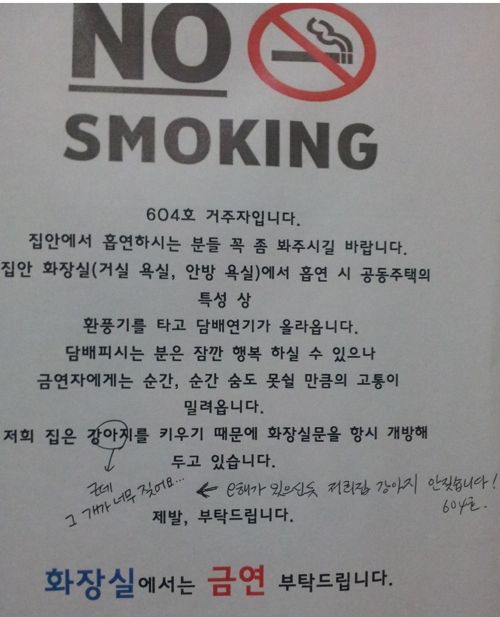 NO
SMOKING
604호 거주자입니다.
집안에서 흡연하시는 분들 꼭 좀 봐주시길 바랍니다.
집안 화장실(거실 욕실, 안방 욕실)에서 흡연 시 공동주택의
특성 상
환풍기를 타고 담배연기가 올라옵니다.
담배피시는 분은 잠깐 행복 하실 수 있으나
금연자에게는 순간, 순간 숨도 못쉴 만큼의 고통이
밀려옵니다.
저희 집은 강아지를 키우기 때문에 화장실문을 항시 개방해
두고 있습니다.
근데
그 개가 너무 짖어요...
← 오해가 있으신듯 저희집 강아지 안짖습니다!
604호.
제발, 부탁드립니다.
화장실에서는 금연 부탁드립니다.